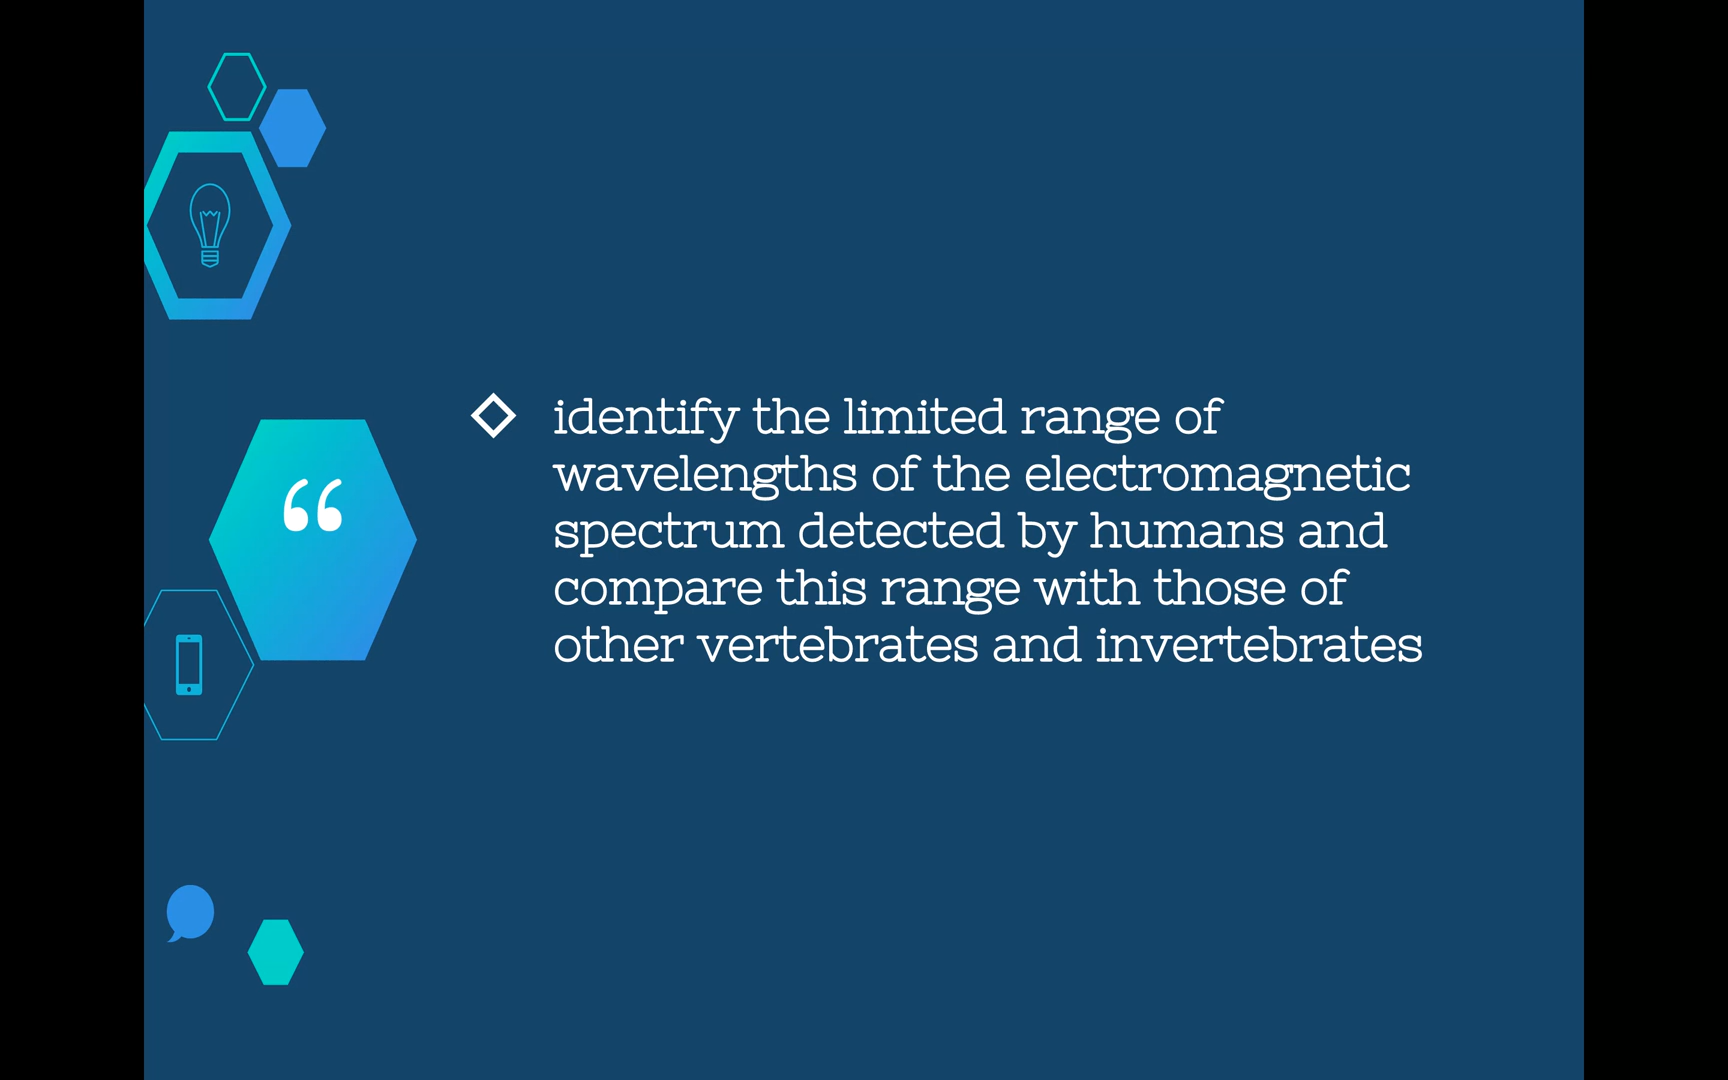 “
identify the limited range of
wavelengths of the electromagnetic
spectrum detected by humans and
compare this range with those of
other vertebrates and invertebrates